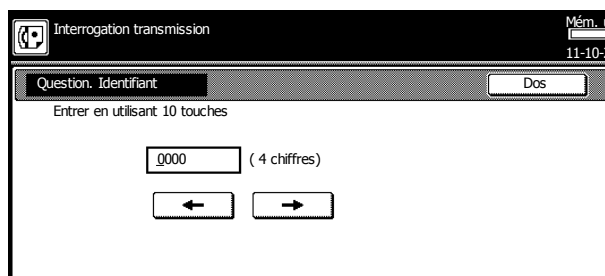 Interrogation transmission
Mém.
11-10-
Question. Identifiant
Dos
Entrer en utilisant 10 touches
0000 ( 4 chiffres)